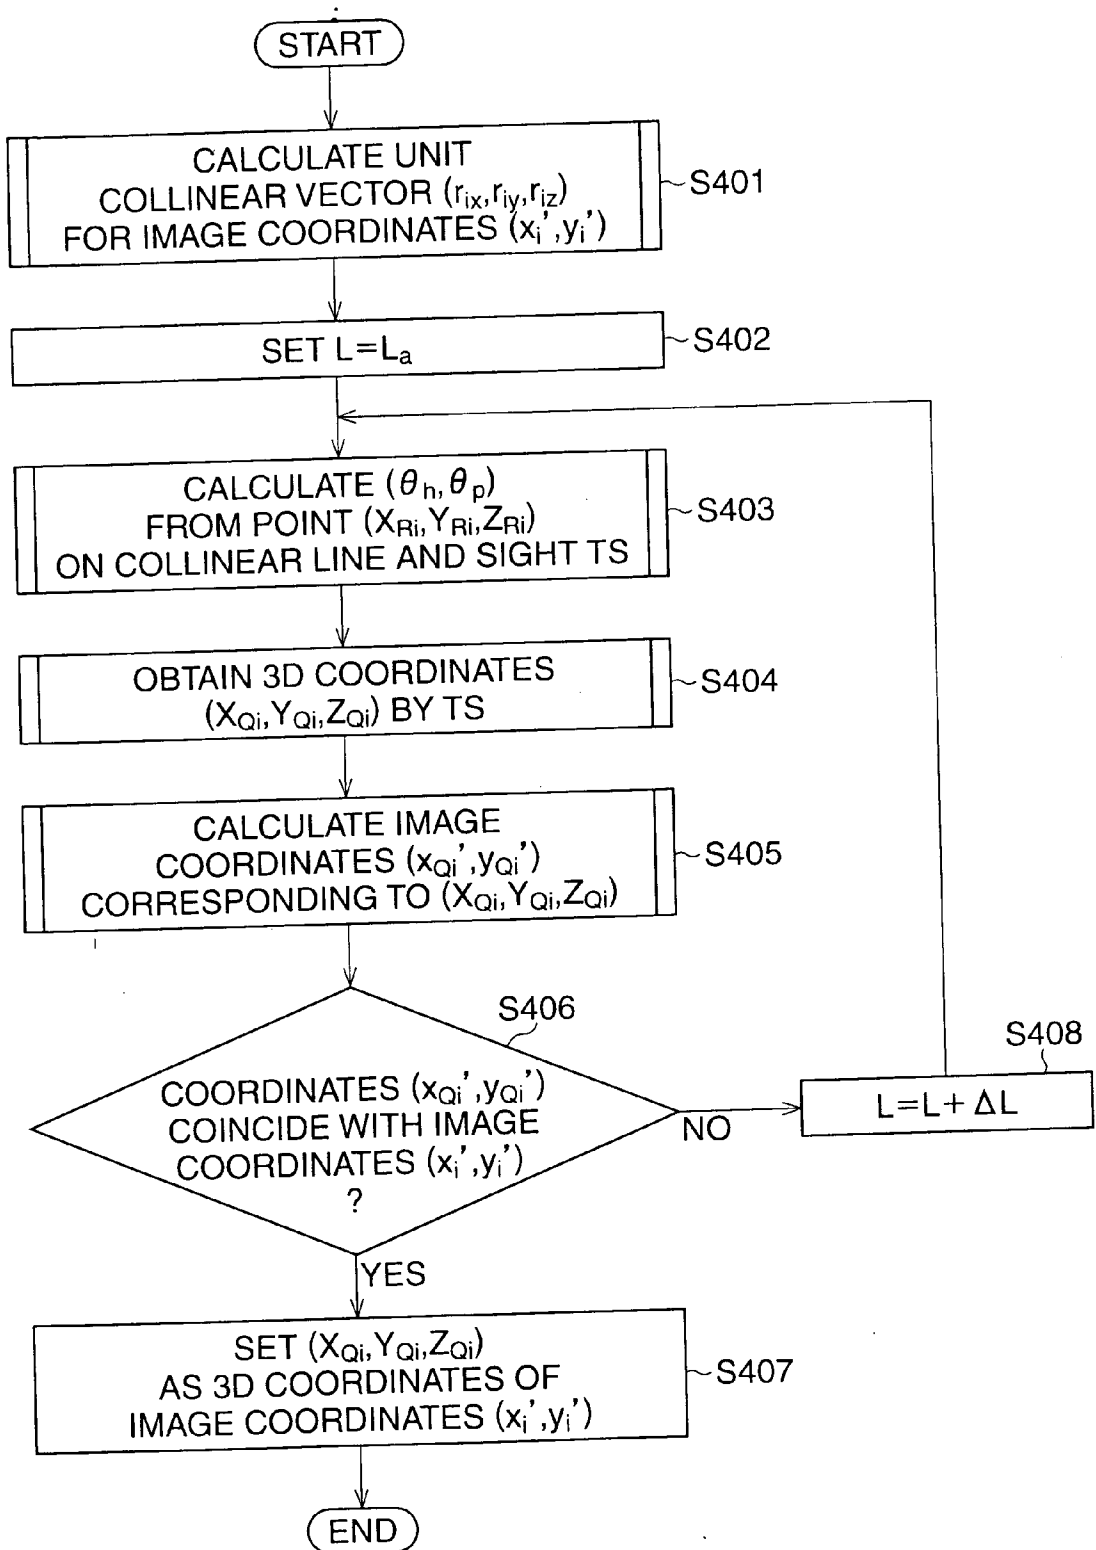 START
CALCULATE UNIT
COLLINEAR VECTOR (rix,riy,riz)
FOR IMAGE COORDINATES (xi',yi')
S401
SET L=La
S402
CALCULATE (θh,θp)
FROM POINT (XRi,YRi,ZRi)
ON COLLINEAR LINE AND SIGHT TS
S403
OBTAIN 3D COORDINATES
(XQi,YQi,ZQi) BY TS
S404
CALCULATE IMAGE
COORDINATES (xQi',yQi')
CORRESPONDING TO (XQi,YQi,ZQi)
S405
S406
COORDINATES (xQi',yQi')
COINCIDE WITH IMAGE
COORDINATES (xi',yi')
?
NO
S408
L=L+ΔL
YES
SET (XQi,YQi,ZQi)
AS 3D COORDINATES OF
IMAGE COORDINATES (xi',yi')
S407
END